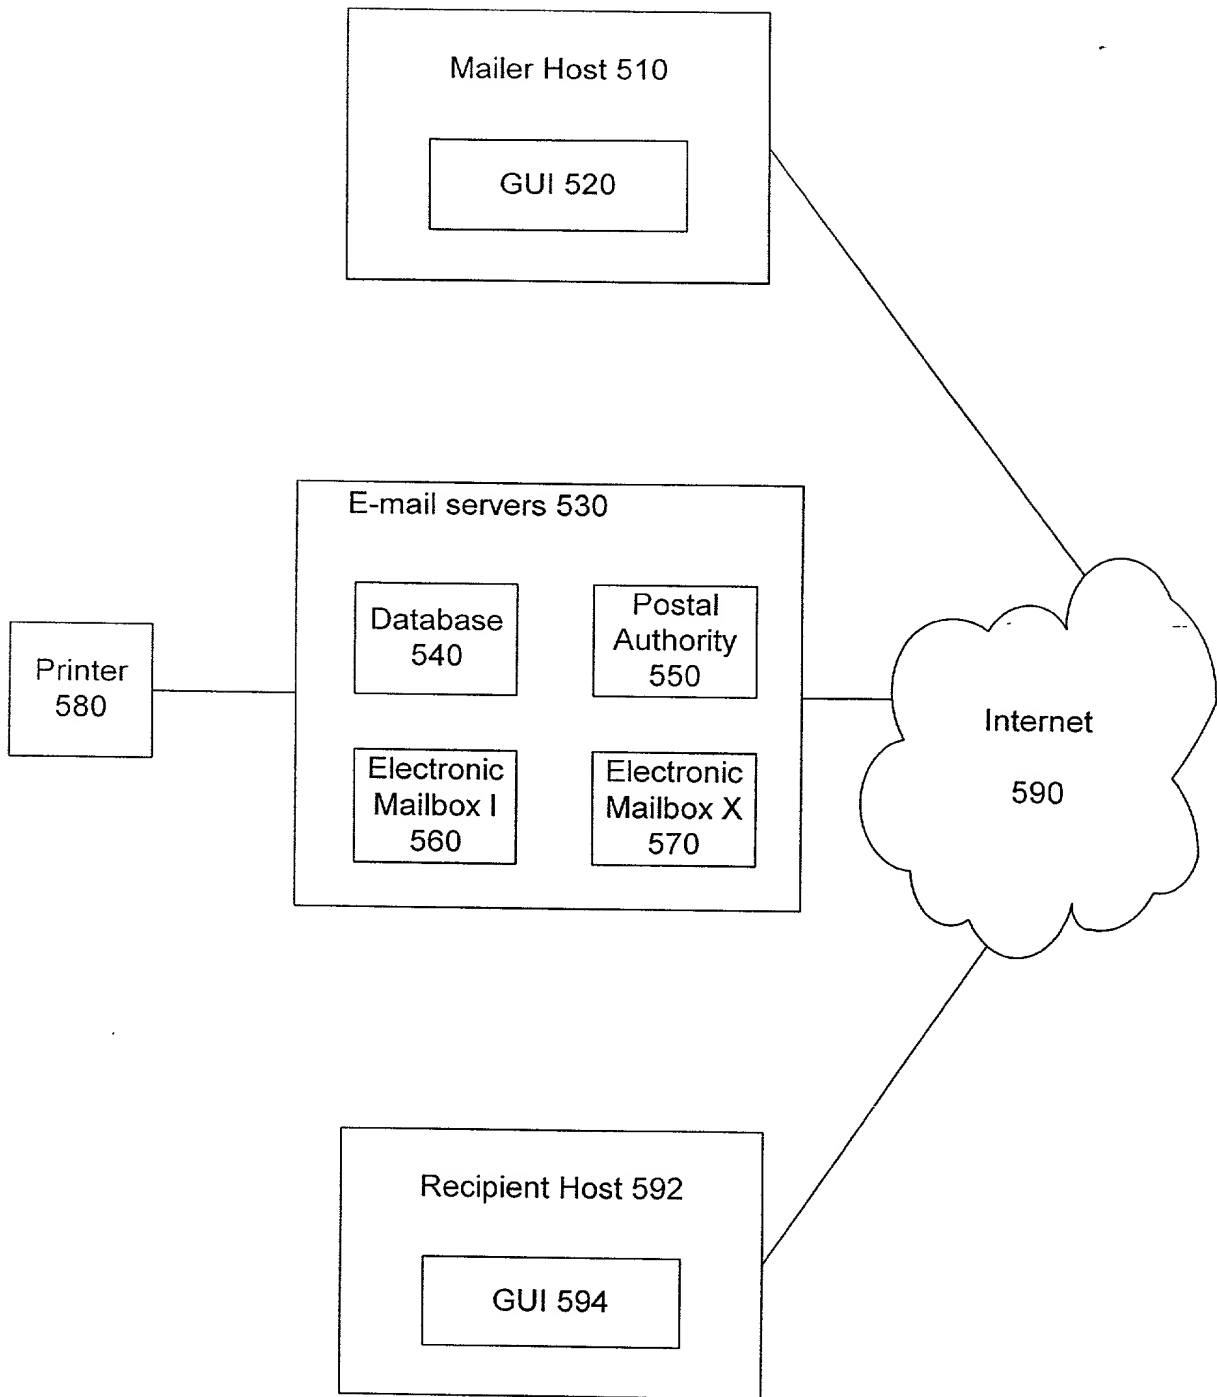 Mailer Host 510
GUI 520
E-mail servers 530
Database
540
Postal
Authority
550
Printer
580
Electronic
Mailbox I
560
Electronic
Mailbox X
570
Internet
590
Recipient Host 592
GUI 594